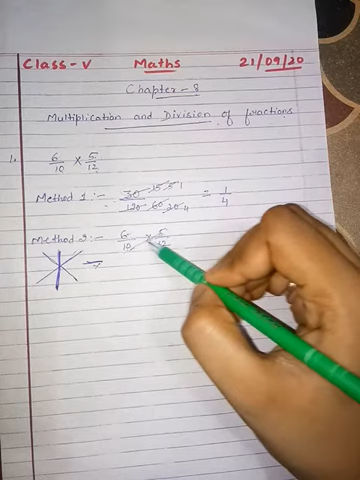 Class-V Maths 21/09/20
Chapter-8
Multiplication and Division of fractions
1. 6/10 × 5/12
Method 1:- 30 15 5 1 / 120 60 20 4 = 1/4
Method 2:- 6/10 × 5/12